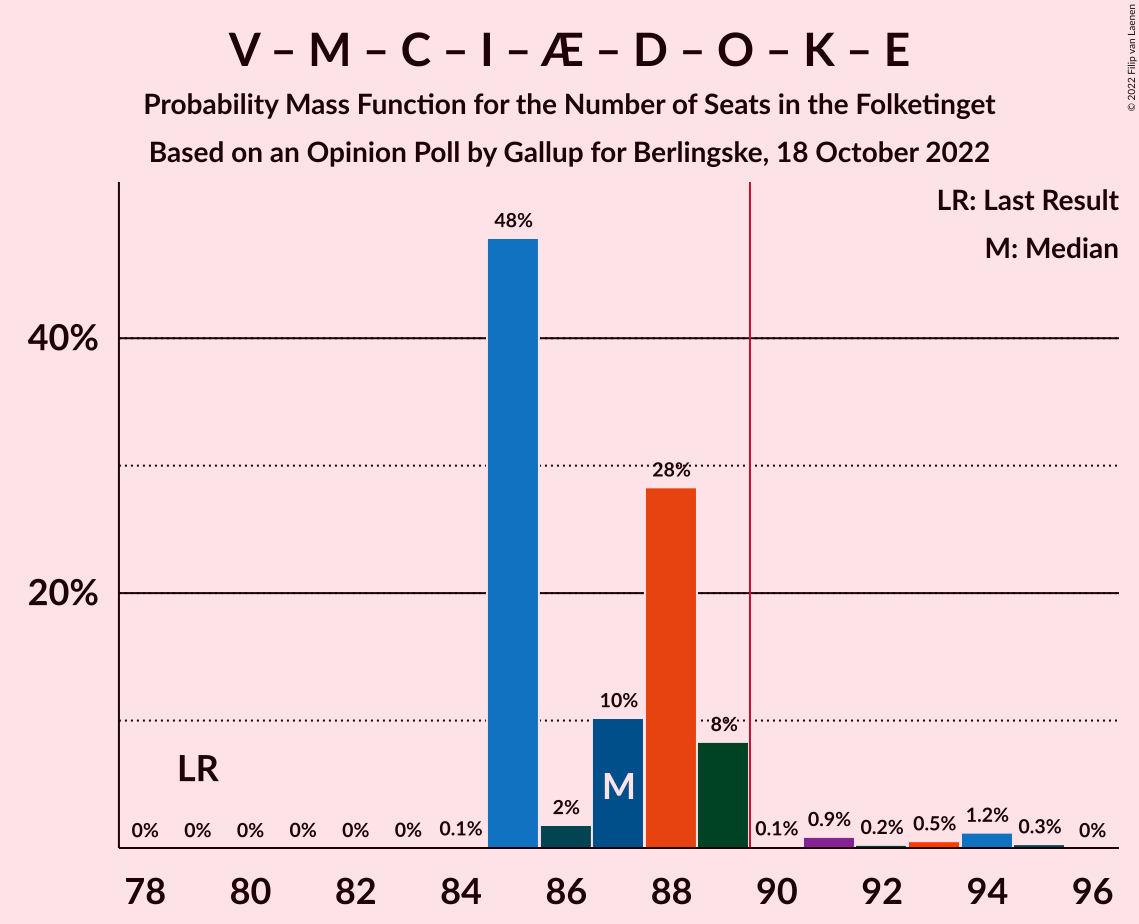 V – M – C – I – Æ – D – O – K – E
Probability Mass Function for the Number of Seats in the Folketinget
Based on an Opinion Poll by Gallup for Berlingske, 18 October 2022
© 2022 Filip van Laenen
LR: Last Result
M: Median
48%
40%
28%
20%
10%
8%
M
LR
0% 0% 0% 0% 0% 0% 0.1% 2% 0.1% 0.9% 0.2% 0.5% 1.2% 0.3% 0%
78 80 82 84 86 88 90 92 94 96